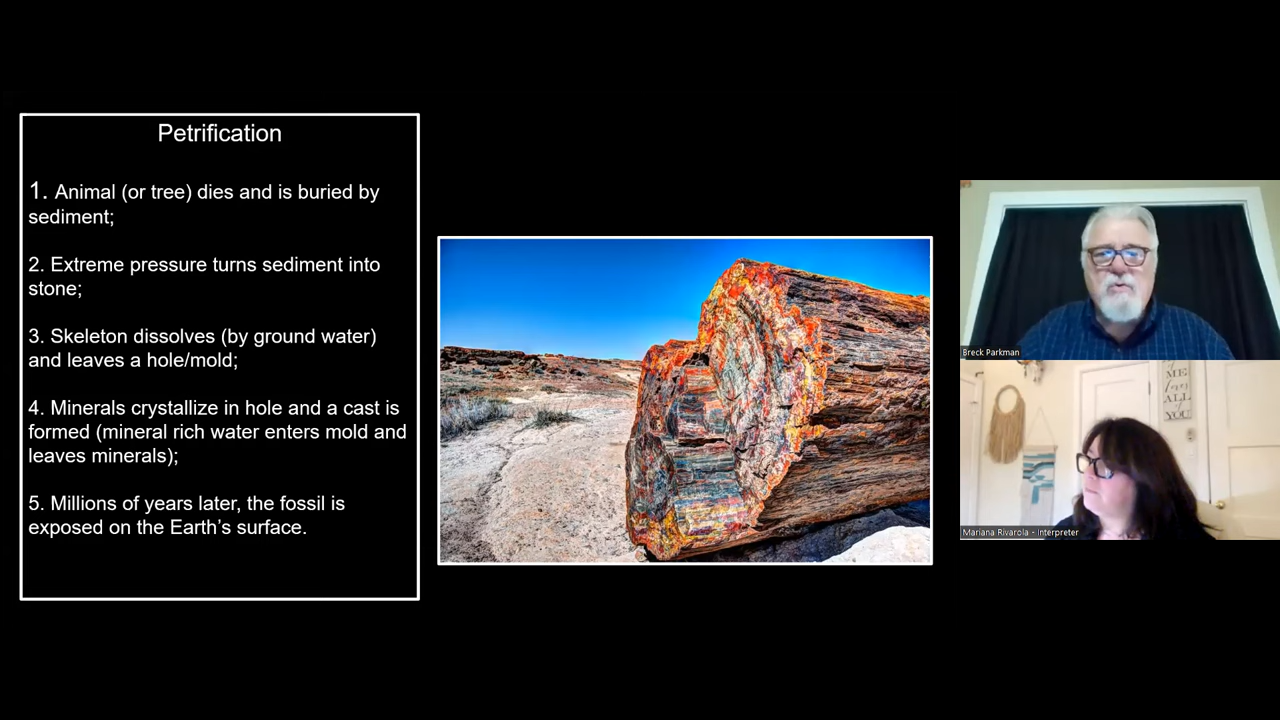 Petrification
1. Animal (or tree) dies and is buried by
sediment;
2. Extreme pressure turns sediment into
stone;
3. Skeleton dissolves (by ground water)
and leaves a hole/mold;
4. Minerals crystallize in hole and a cast is
formed (mineral rich water enters mold and
leaves minerals);
5. Millions of years later, the fossil is
exposed on the Earth’s surface.
Breck Parkman
ME
ALL
YOU
Mariana Rivarola - Interpreter